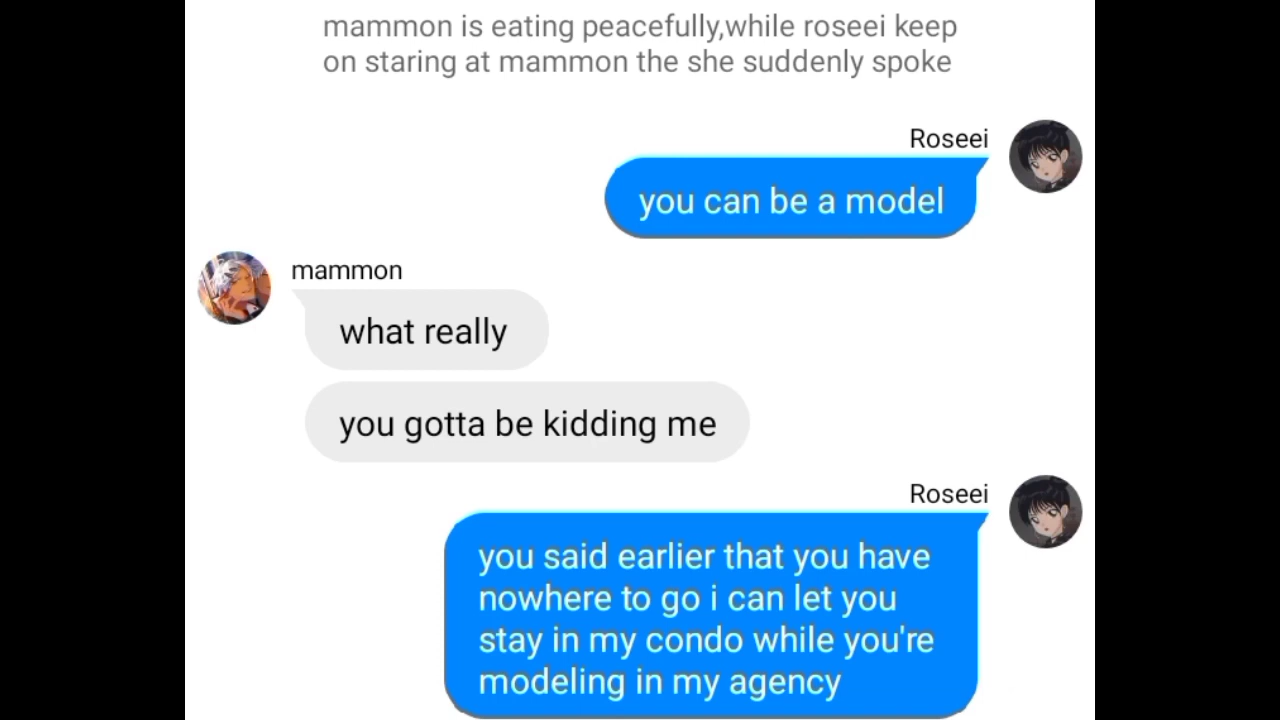 mammon is eating peacefully,while roseei keep
on staring at mammon the she suddenly spoke
Roseei
you can be a model
mammon
what really
you gotta be kidding me
Roseei
you said earlier that you have
nowhere to go i can let you
stay in my condo while you're
modeling in my agency